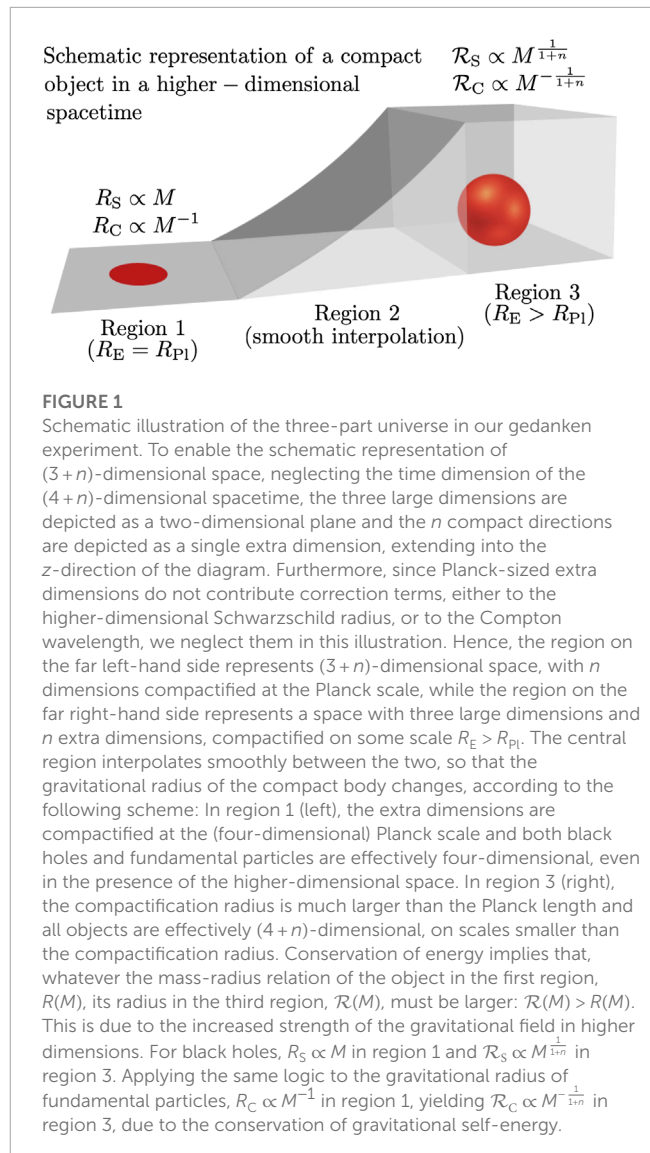 Schematic representation of a compact
object in a higher – dimensional
spacetime
ℛ_S ∝ M^{\frac{1}{1+n}}
ℛ_C ∝ M^{-\frac{1}{1+n}}
R_S ∝ M
R_C ∝ M^{-1}
Region 1
(R_E = R_Pl)
Region 2
(smooth interpolation)
Region 3
(R_E > R_Pl)
FIGURE 1
Schematic illustration of the three-part universe in our gedanken
experiment. To enable the schematic representation of
(3+n)-dimensional space, neglecting the time dimension of the
(4+n)-dimensional spacetime, the three large dimensions are
depicted as a two-dimensional plane and the n compact directions
are depicted as a single extra dimension, extending into the
z-direction of the diagram. Furthermore, since Planck-sized extra
dimensions do not contribute correction terms, either to the
higher-dimensional Schwarzschild radius, or to the Compton
wavelength, we neglect them in this illustration. Hence, the region on
the far left-hand side represents (3+n)-dimensional space, with n
dimensions compactified at the Planck scale, while the region on the
far right-hand side represents a space with three large dimensions and
n extra dimensions, compactified on some scale R_E > R_Pl. The central
region interpolates smoothly between the two, so that the
gravitational radius of the compact body changes, according to the
following scheme: In region 1 (left), the extra dimensions are
compactified at the (four-dimensional) Planck scale and both black
holes and fundamental particles are effectively four-dimensional, even
in the presence of the higher-dimensional space. In region 3 (right),
the compactification radius is much larger than the Planck length and
all objects are effectively (4+n)-dimensional, on scales smaller than
the compactification radius. Conservation of energy implies that,
whatever the mass-radius relation of the object in the first region,
R(M), its radius in the third region, ℛ(M), must be larger: ℛ(M) > R(M).
This is due to the increased strength of the gravitational field in higher
dimensions. For black holes, R_S ∝ M in region 1 and ℛ_S ∝ M^{\frac{1}{1+n}} in
region 3. Applying the same logic to the gravitational radius of
fundamental particles, R_C ∝ M^{-1} in region 1, yielding ℛ_C ∝ M^{-\frac{1}{1+n}} in
region 3, due to the conservation of gravitational self-energy.